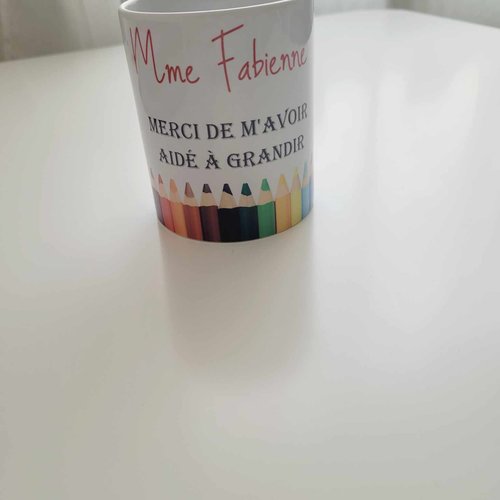 Mme Fabienne
MERCI DE M'AVOIR
AIDÉ À GRANDIR